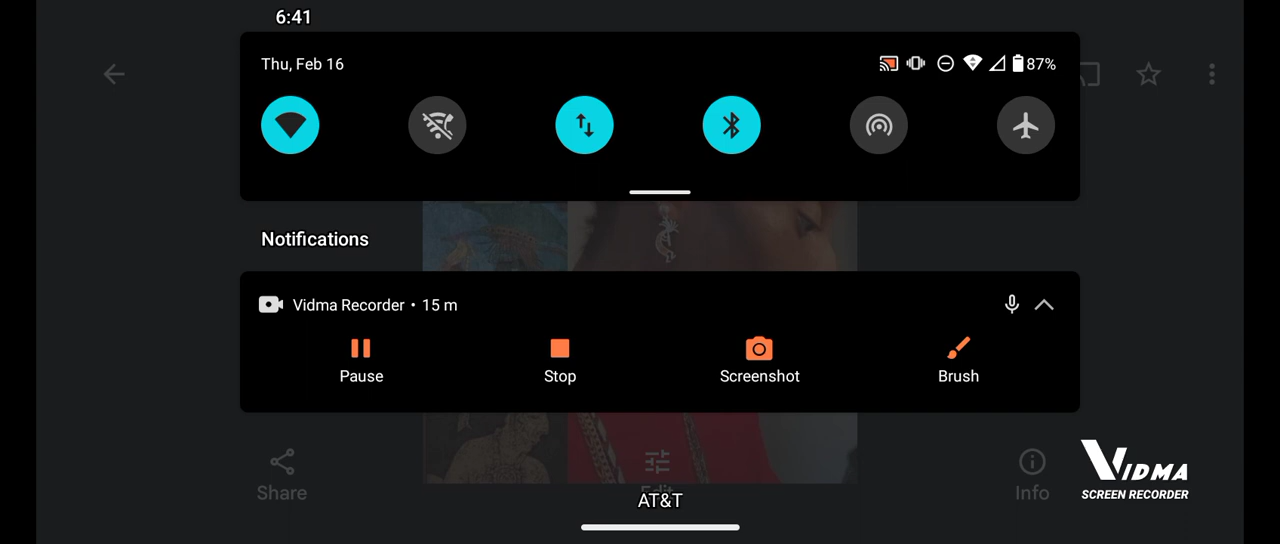 6:41
Thu, Feb 16
87%
Notifications
Vidma Recorder • 15 m
Pause
Stop
Screenshot
Brush
Share
Edit
Info
AT&T
VIDMA
SCREEN RECORDER